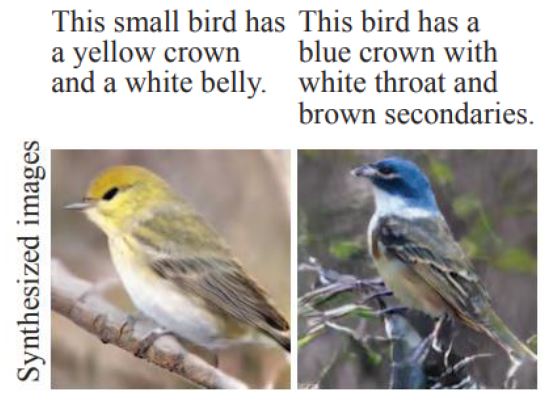 This small bird has
a yellow crown
and a white belly.
This bird has a
blue crown with
white throat and
brown secondaries.
Synthesized images